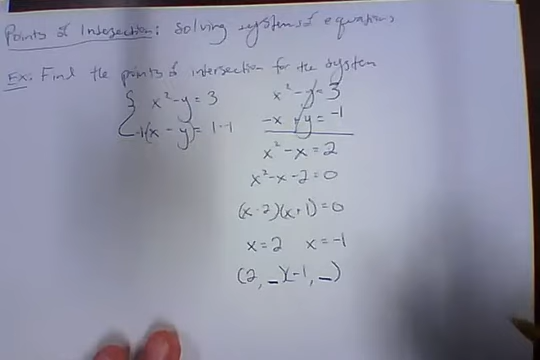 Points of Intersection: solving systems of equations
Ex: Find the points of intersection for the system
{ x² - y = 3
-1(x - y) = 1·-1
x² - y = 3
-x + y = -1
x² - x = 2
x² - x - 2 = 0
(x - 2)(x + 1) = 0
x = 2 x = -1
(2, _)(-1, _)